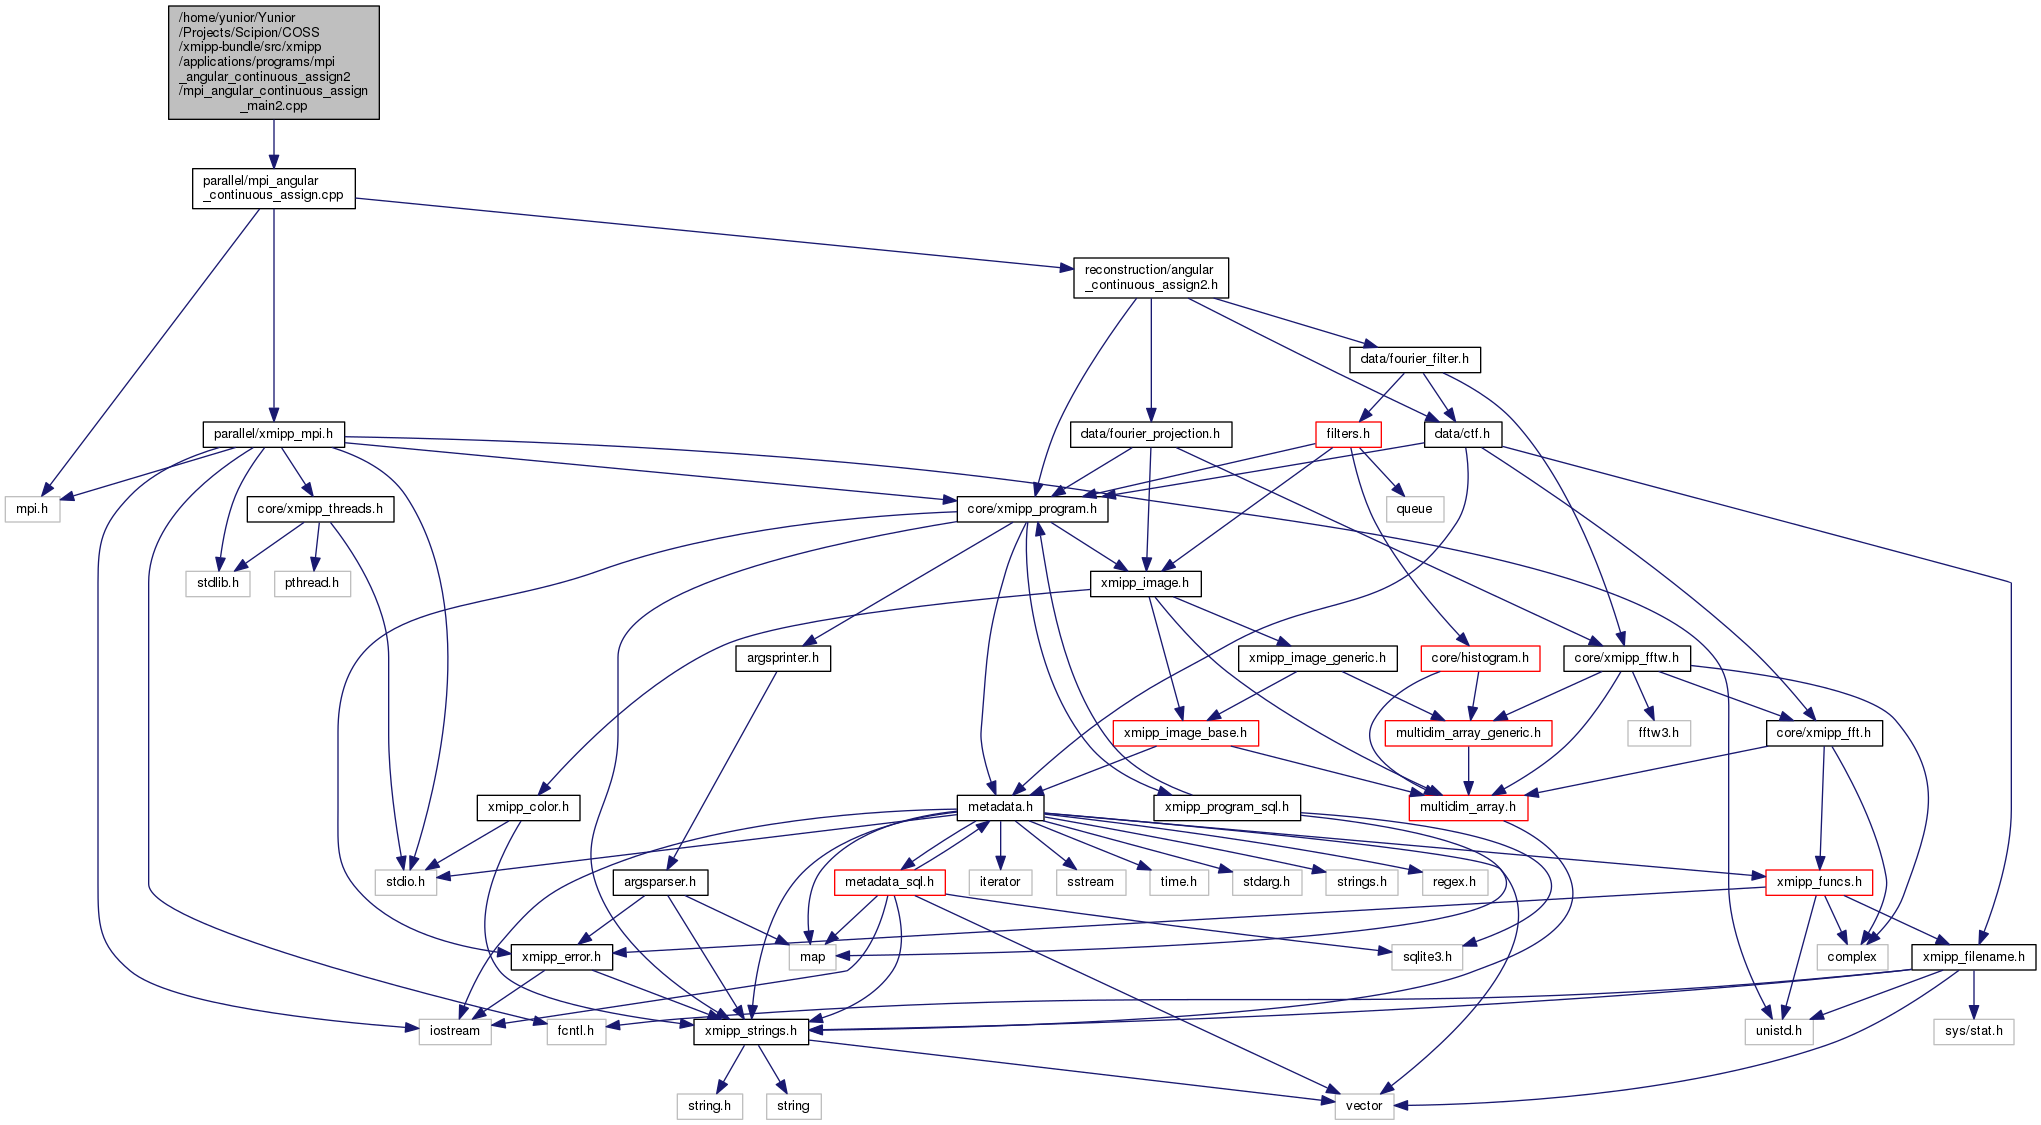 /home/yunior/Yunior
/Projects/Scipion/COSS
/xmipp-bundle/src/xmipp
/applications/programs/mpi
_angular_continuous_assign2
/mpi_angular_continuous_assign
_main2.cpp
parallel/mpi_angular
_continuous_assign.cpp
reconstruction/angular
_continuous_assign2.h
data/fourier_filter.h
parallel/xmipp_mpi.h
data/fourier_projection.h
filters.h
data/ctf.h
mpi.h
core/xmipp_threads.h
core/xmipp_program.h
queue
stdlib.h
pthread.h
xmipp_image.h
argsprinter.h
xmipp_image_generic.h
core/histogram.h
core/xmipp_fftw.h
xmipp_image_base.h
multidim_array_generic.h
fftw3.h
core/xmipp_fft.h
xmipp_color.h
metadata.h
xmipp_program_sql.h
multidim_array.h
stdio.h
argsparser.h
metadata_sql.h
iterator
sstream
time.h
stdarg.h
strings.h
regex.h
xmipp_funcs.h
xmipp_error.h
map
sqlite3.h
complex
xmipp_filename.h
iostream
fcntl.h
xmipp_strings.h
unistd.h
sys/stat.h
string.h
string
vector